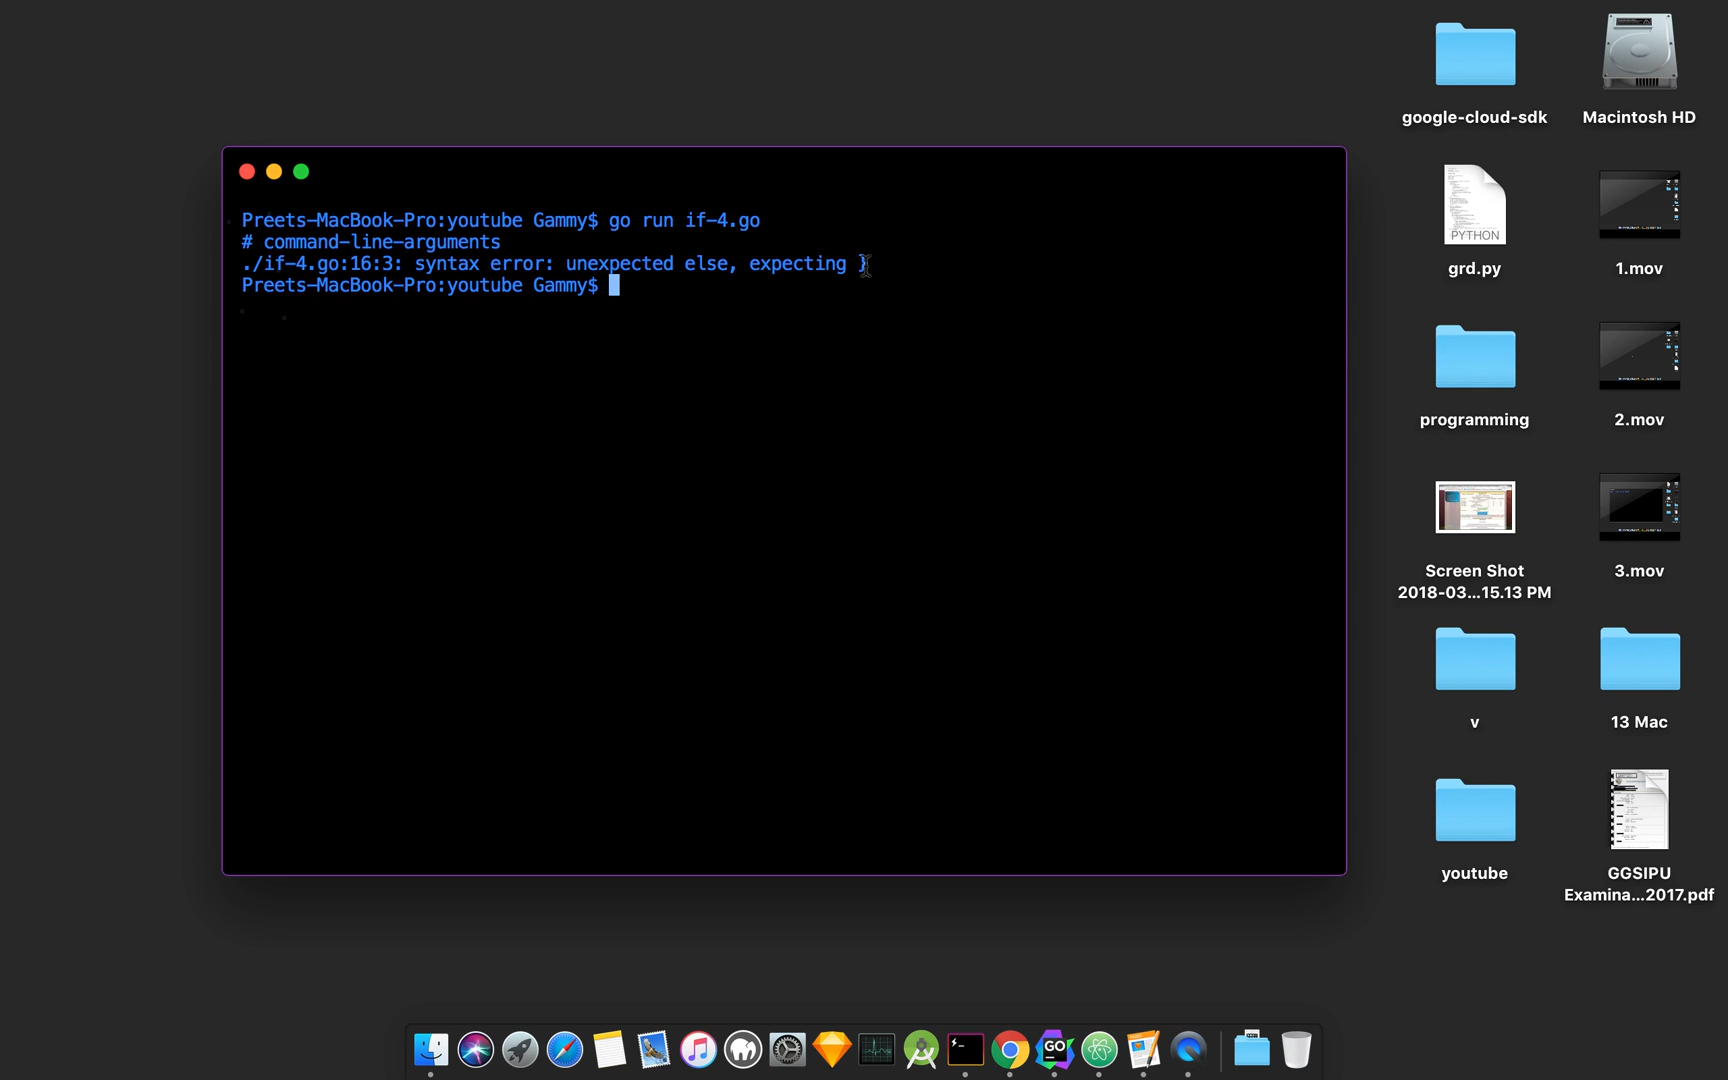 Preets-MacBook-Pro:youtube Gammy$ go run if-4.go
# command-line-arguments
./if-4.go:16:3: syntax error: unexpected else, expecting }
Preets-MacBook-Pro:youtube Gammy$
google-cloud-sdk
Macintosh HD
PYTHON
grd.py
1.mov
programming
2.mov
Screen Shot
2018-03...15.13 PM
3.mov
v
13 Mac
youtube
GGSIPU
Examina...2017.pdf
GO